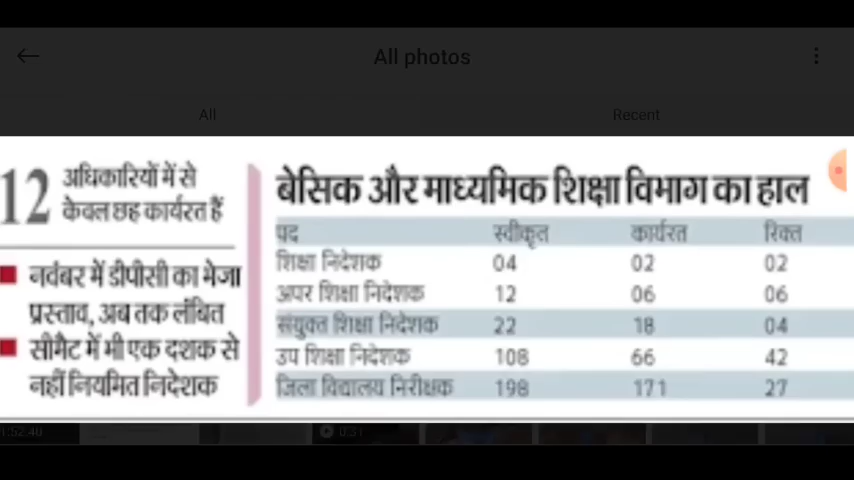 All photos
All
Recent
12 अधिकारियों में से
केवल छह कार्यरत हैं
नवंबर में डीपीसी का भेजा
प्रस्ताव, अब तक लंबित
सीमैट में भी एक दशक से
नहीं नियमित निदेशक
बेसिक और माध्यमिक शिक्षा विभाग का हाल
पद स्वीकृत कार्यरत रिक्त
शिक्षा निदेशक 04 02 02
अपर शिक्षा निदेशक 12 06 06
संयुक्त शिक्षा निदेशक 22 18 04
उप शिक्षा निदेशक 108 66 42
जिला विद्यालय निरीक्षक 198 171 27
0:31